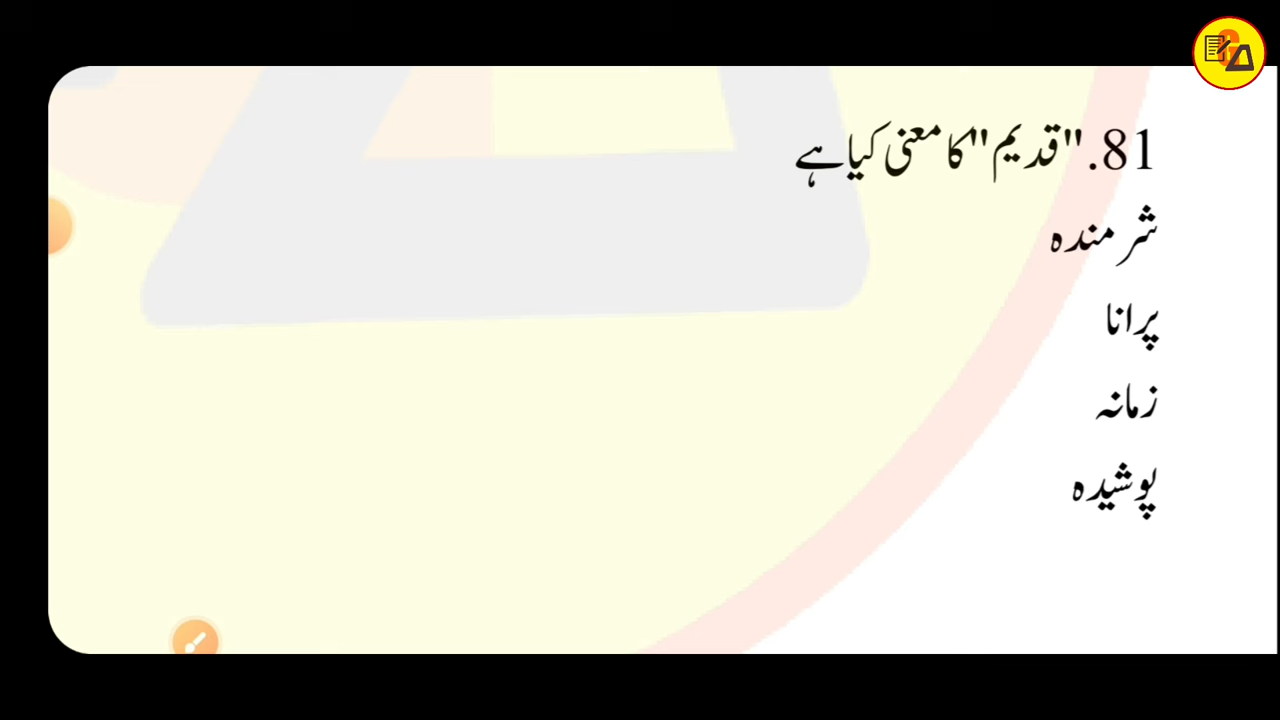 81."قدیم"کا معنی کیا ہے
شرمندہ
پرانا
زمانہ
پوشیدہ